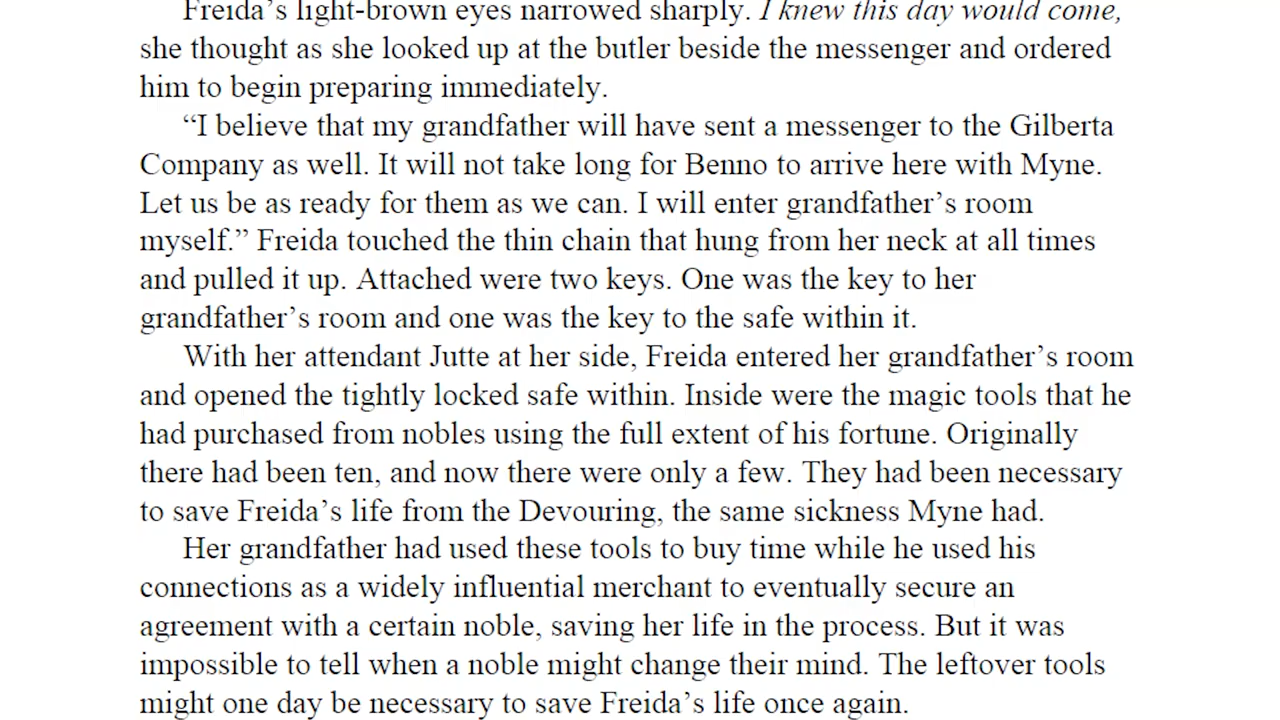 Freida’s light-brown eyes narrowed sharply. I knew this day would come,
she thought as she looked up at the butler beside the messenger and ordered
him to begin preparing immediately.
“I believe that my grandfather will have sent a messenger to the Gilberta
Company as well. It will not take long for Benno to arrive here with Myne.
Let us be as ready for them as we can. I will enter grandfather’s room
myself.” Freida touched the thin chain that hung from her neck at all times
and pulled it up. Attached were two keys. One was the key to her
grandfather’s room and one was the key to the safe within it.
With her attendant Jutte at her side, Freida entered her grandfather’s room
and opened the tightly locked safe within. Inside were the magic tools that he
had purchased from nobles using the full extent of his fortune. Originally
there had been ten, and now there were only a few. They had been necessary
to save Freida’s life from the Devouring, the same sickness Myne had.
Her grandfather had used these tools to buy time while he used his
connections as a widely influential merchant to eventually secure an
agreement with a certain noble, saving her life in the process. But it was
impossible to tell when a noble might change their mind. The leftover tools
might one day be necessary to save Freida’s life once again.